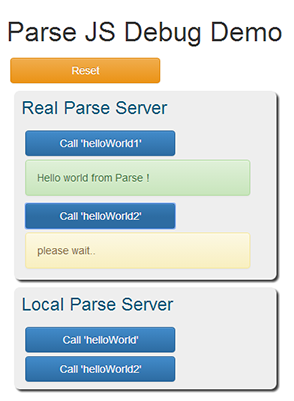 Parse JS Debug Demo
Reset
Real Parse Server
Call 'helloWorld1'
Hello world from Parse !
Call 'helloWorld2'
please wait..
Local Parse Server
Call 'helloWorld'
Call 'helloWorld2'